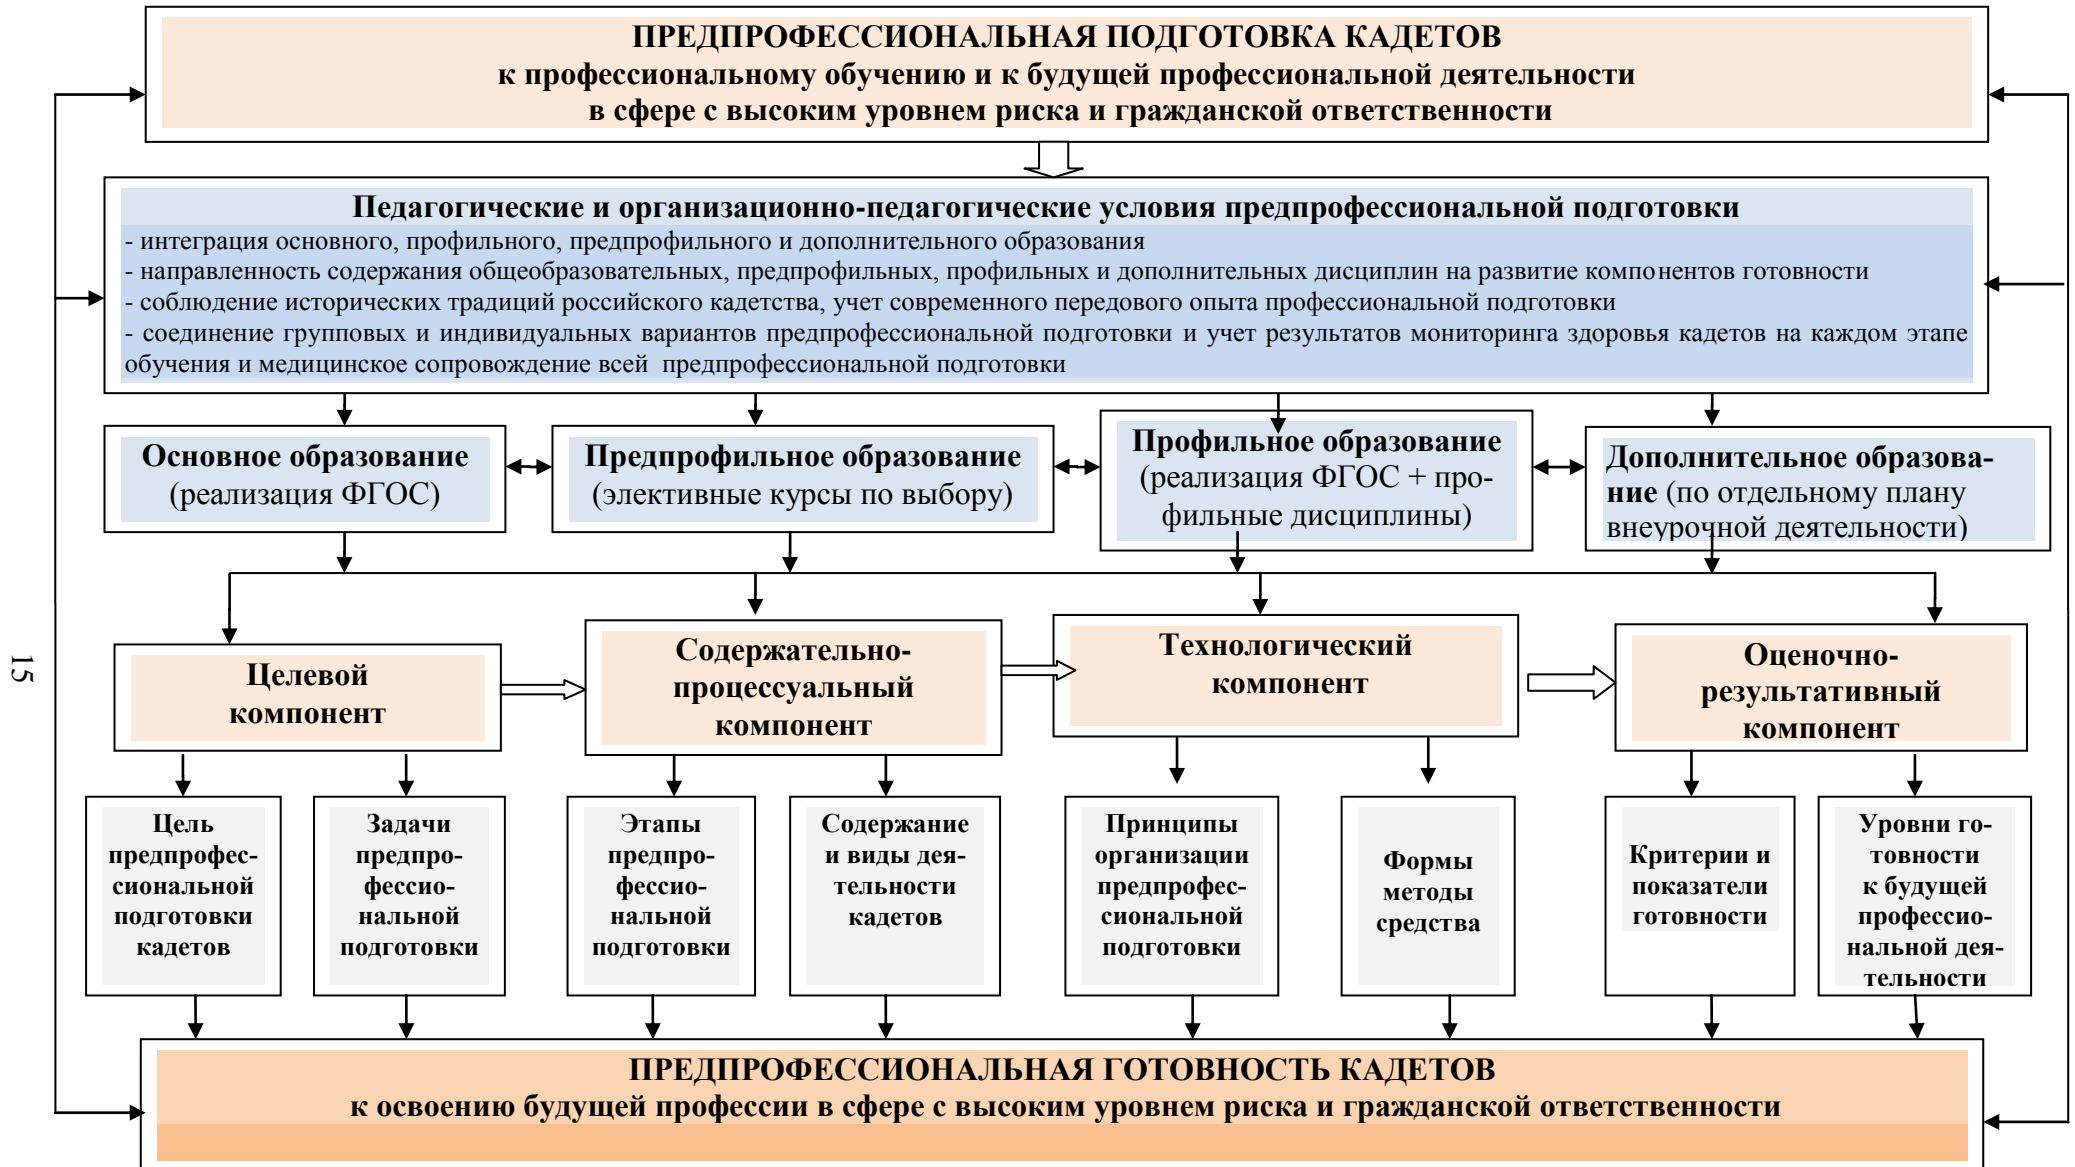 ПРЕДПРОФЕССИОНАЛЬНАЯ ПОДГОТОВКА КАДЕТОВ
к профессиональному обучению и к будущей профессиональной деятельности
в сфере с высоким уровнем риска и гражданской ответственности
Педагогические и организационно-педагогические условия предпрофессиональной подготовки
- интеграция основного, профильного, предпрофильного и дополнительного образования
- направленность содержания общеобразовательных, предпрофильных, профильных и дополнительных дисциплин на развитие компонентов готовности
- соблюдение исторических традиций российского кадетства, учет современного передового опыта профессиональной подготовки
- соединение групповых и индивидуальных вариантов предпрофессиональной подготовки и учет результатов мониторинга здоровья кадетов на каждом этапе
обучения и медицинское сопровождение всей предпрофессиональной подготовки
Основное образование
(реализация ФГОС)
Предпрофильное образование
(элективные курсы по выбору)
Профильное образование
(реализация ФГОС + про-
фильные дисциплины)
Дополнительное образова-
ние (по отдельному плану
внеурочной деятельности)
Целевой
компонент
Содержательно-
процессуальный
компонент
Технологический
компонент
Оценочно-
результативный
компонент
Цель
предпрофес-
сиональной
подготовки
кадетов
Задачи
предпро-
фессио-
нальной
подготовки
Этапы
предпро-
фессио-
нальной
подготовки
Содержание
и виды дея-
тельности
кадетов
Принципы
организации
предпрофес-
сиональной
подготовки
Формы
методы
средства
Критерии и
показатели
готовности
Уровни го-
товности
к будущей
профессио-
нальной дея-
тельности
ПРЕДПРОФЕССИОНАЛЬНАЯ ГОТОВНОСТЬ КАДЕТОВ
к освоению будущей профессии в сфере с высоким уровнем риска и гражданской ответственности
15